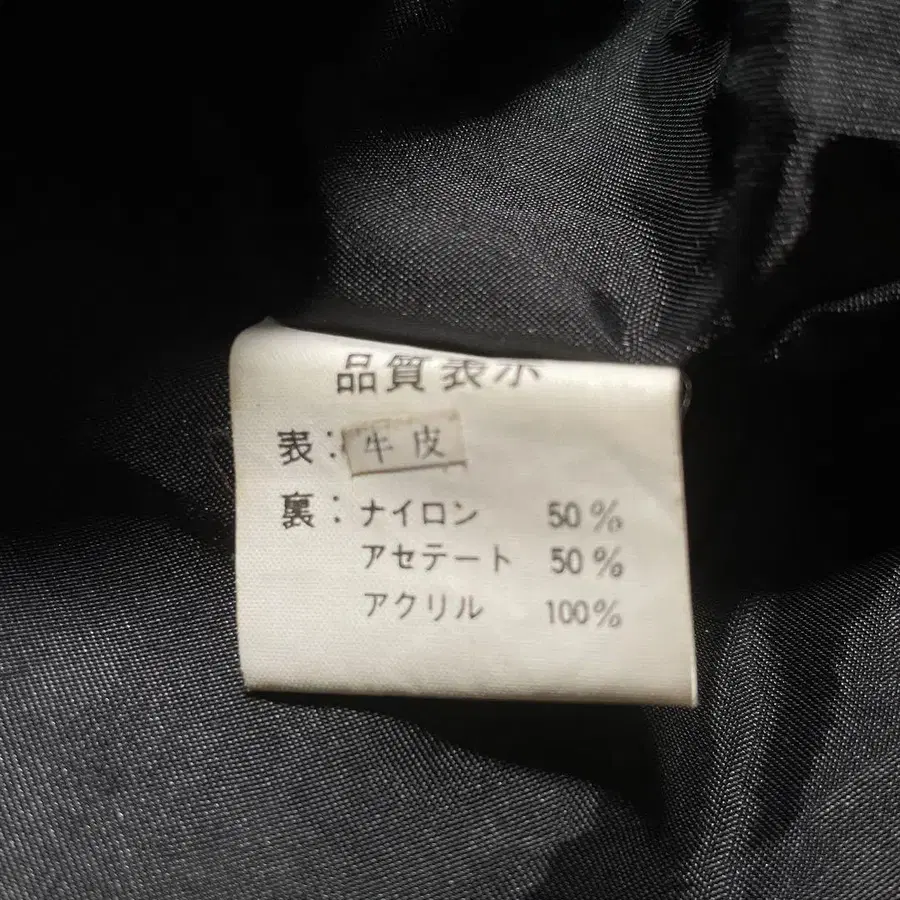 品質表示
表：牛皮
裏：ナイロン 50%
アセテート 50%
アクリル 100%